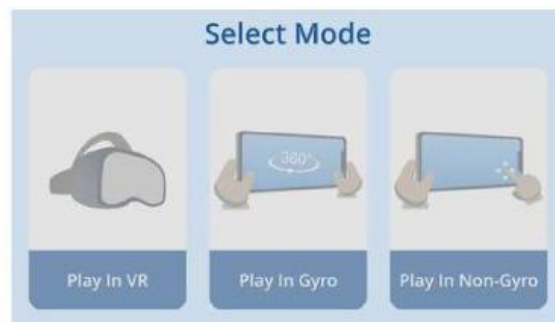 Select Mode
360°
Play In VR
Play In Gyro
Play In Non-Gyro